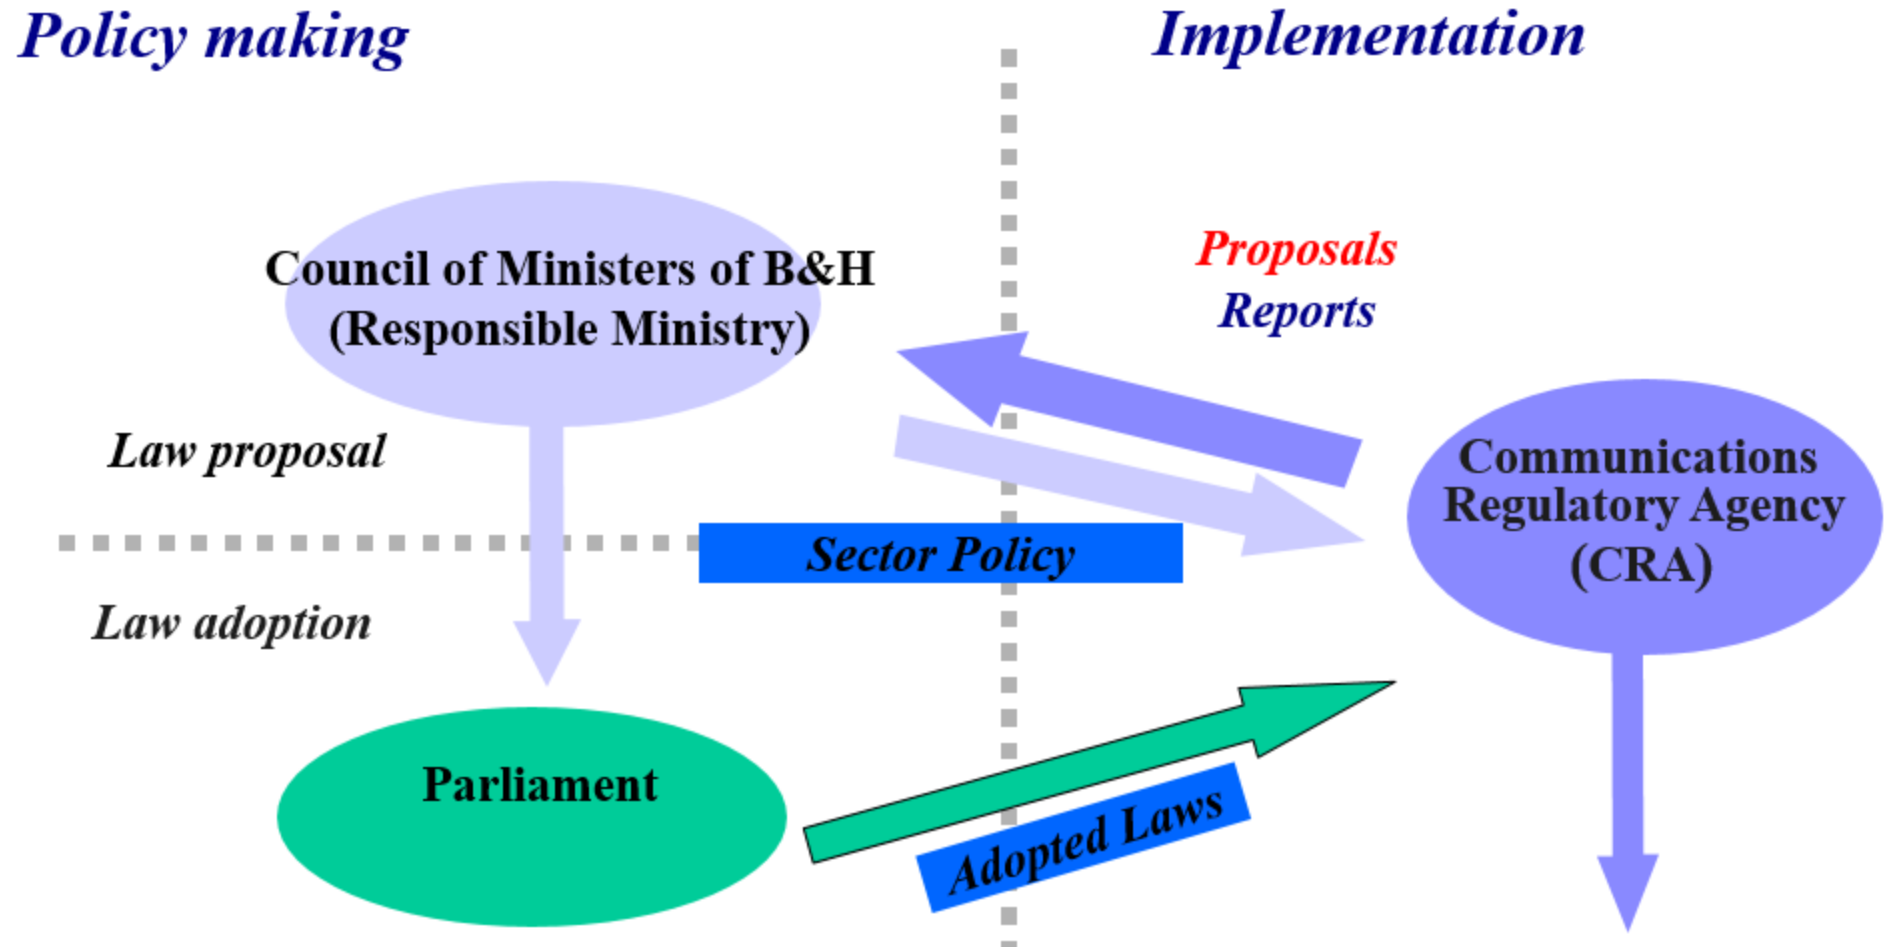 Policy making
Implementation
Proposals
Reports
Council of Ministers of B&H
(Responsible Ministry)
Law proposal
Communications
Regulatory Agency
(CRA)
Sector Policy
Law adoption
Parliament
Adopted Laws